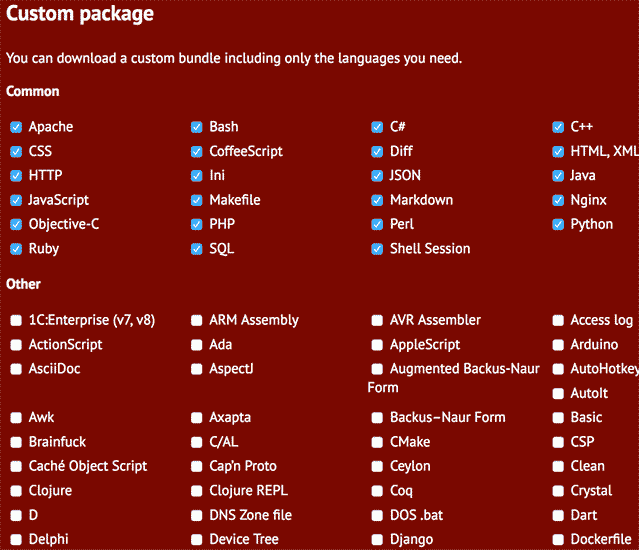 Custom package
You can download a custom bundle including only the languages you need.
Common
Apache Bash C# C++
CSS CoffeeScript Diff HTML, XML
HTTP Ini JSON Java
JavaScript Makefile Markdown Nginx
Objective-C PHP Perl Python
Ruby SQL Shell Session
Other
1C:Enterprise (v7, v8) ARM Assembly AVR Assembler Access log
ActionScript Ada AppleScript Arduino
AsciiDoc AspectJ Augmented Backus-Naur AutoHotkey
Form
AutoIt
Awk Axapta Backus–Naur Form Basic
Brainfuck C/AL CMake CSP
Caché Object Script Cap’n Proto Ceylon Clean
Clojure Clojure REPL Coq Crystal
D DNS Zone file DOS .bat Dart
Delphi Device Tree Django Dockerfile